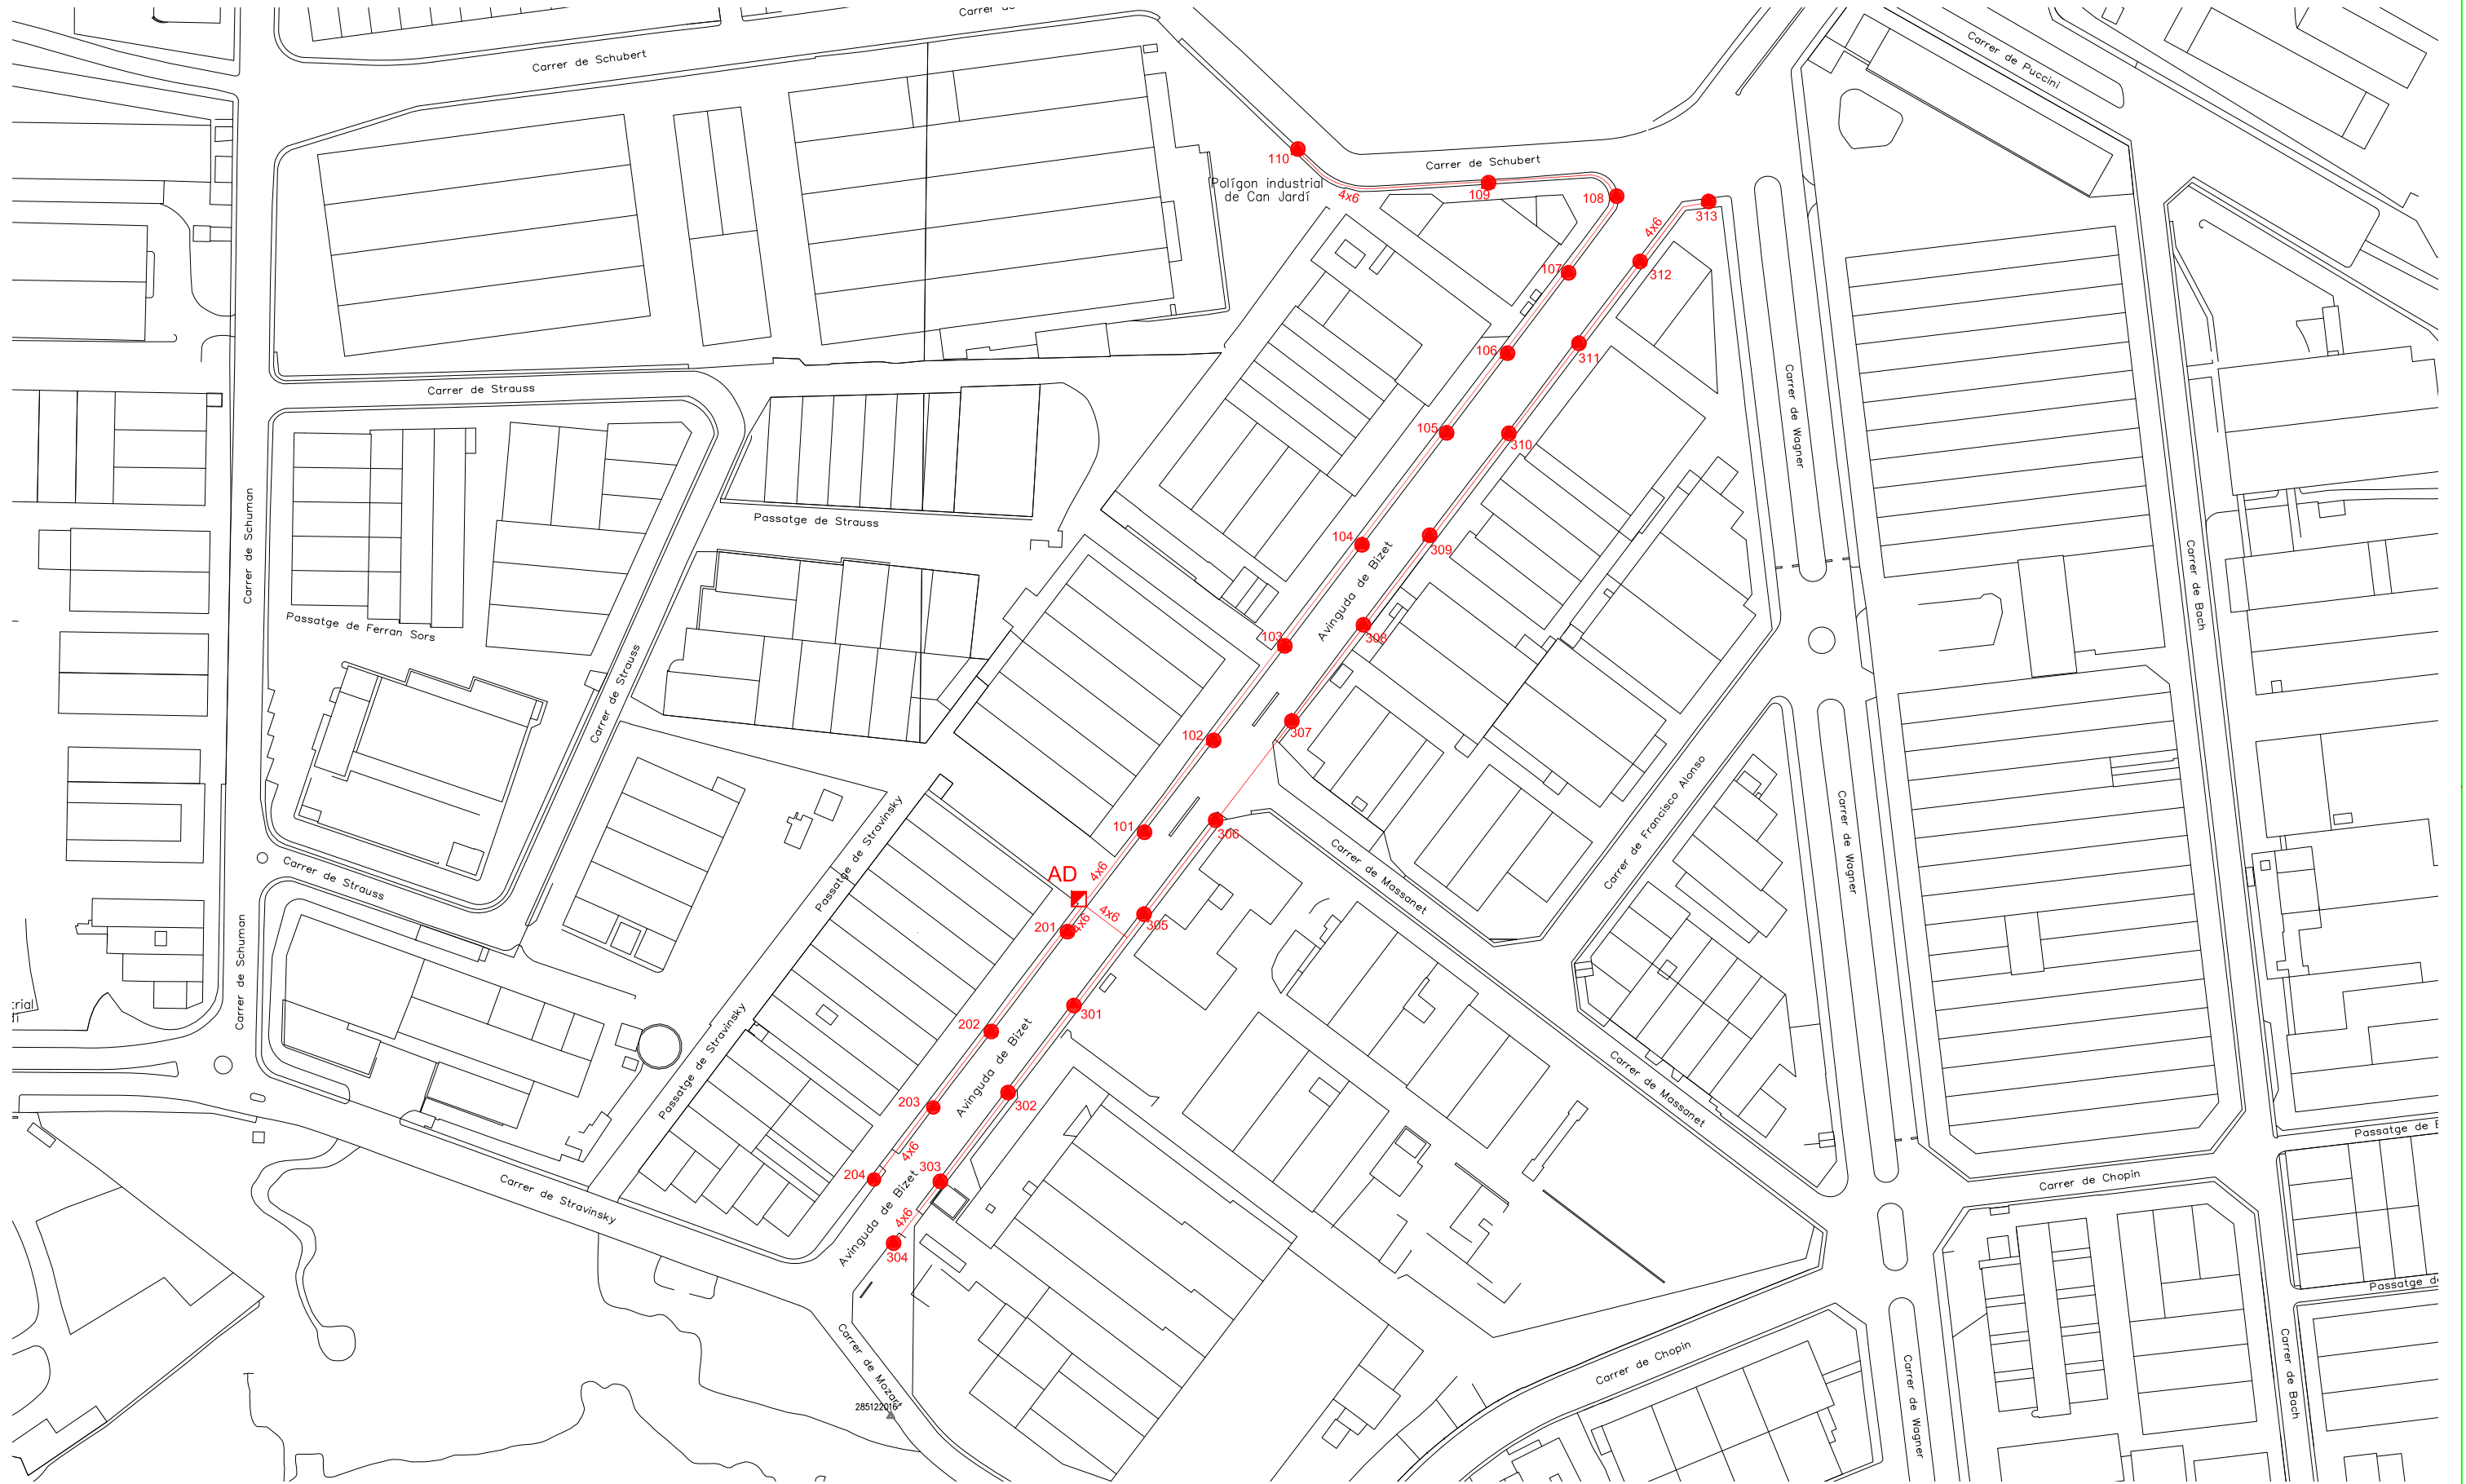 Carrer de
Carrer de Schubert
Carrer de Puccini
110
Carrer de Schubert
Polígon industrial
de Can Jardí
4x6
109
108
313
4x6
312
107
106
311
Carrer de Strauss
105
310
Carrer de Wagner
Passatge de Strauss
Carrer de Schuman
104
309
Avinguda de Bizet
Carrer de Bach
Passatge de Ferran Sors
103
308
Carrer de Strauss
102
307
101
306
Carrer de Francisco Alonso
Carrer de Wagner
Passatge de Stravinsky
Carrer de Strauss
4x6
AD
Carrer de Massanet
4x6
201
4x6
305
Carrer de Schuman
301
202
Avinguda de Bizet
Passatge de Stravinsky
302
203
Carrer de Massanet
Passatge de
4x6
303
204
Carrer de Chopin
Carrer de Stravinsky
Avinguda de Bizet
4x6
304
Passatge de
Carrer de Chopin
Carrer de Mozart
Carrer de Wagner
Carrer de Bach
285122016